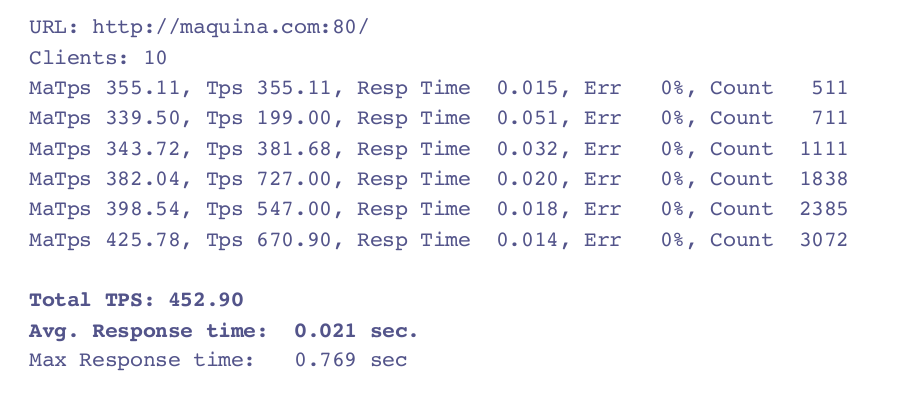 URL: http://maquina.com:80/
Clients: 10
MaTps 355.11, Tps 355.11, Resp Time  0.015, Err   0%, Count   511
MaTps 339.50, Tps 199.00, Resp Time  0.051, Err   0%, Count   711
MaTps 343.72, Tps 381.68, Resp Time  0.032, Err   0%, Count  1111
MaTps 382.04, Tps 727.00, Resp Time  0.020, Err   0%, Count  1838
MaTps 398.54, Tps 547.00, Resp Time  0.018, Err   0%, Count  2385
MaTps 425.78, Tps 670.90, Resp Time  0.014, Err   0%, Count  3072
Total TPS: 452.90
Avg. Response time:  0.021 sec.
Max Response time:   0.769 sec